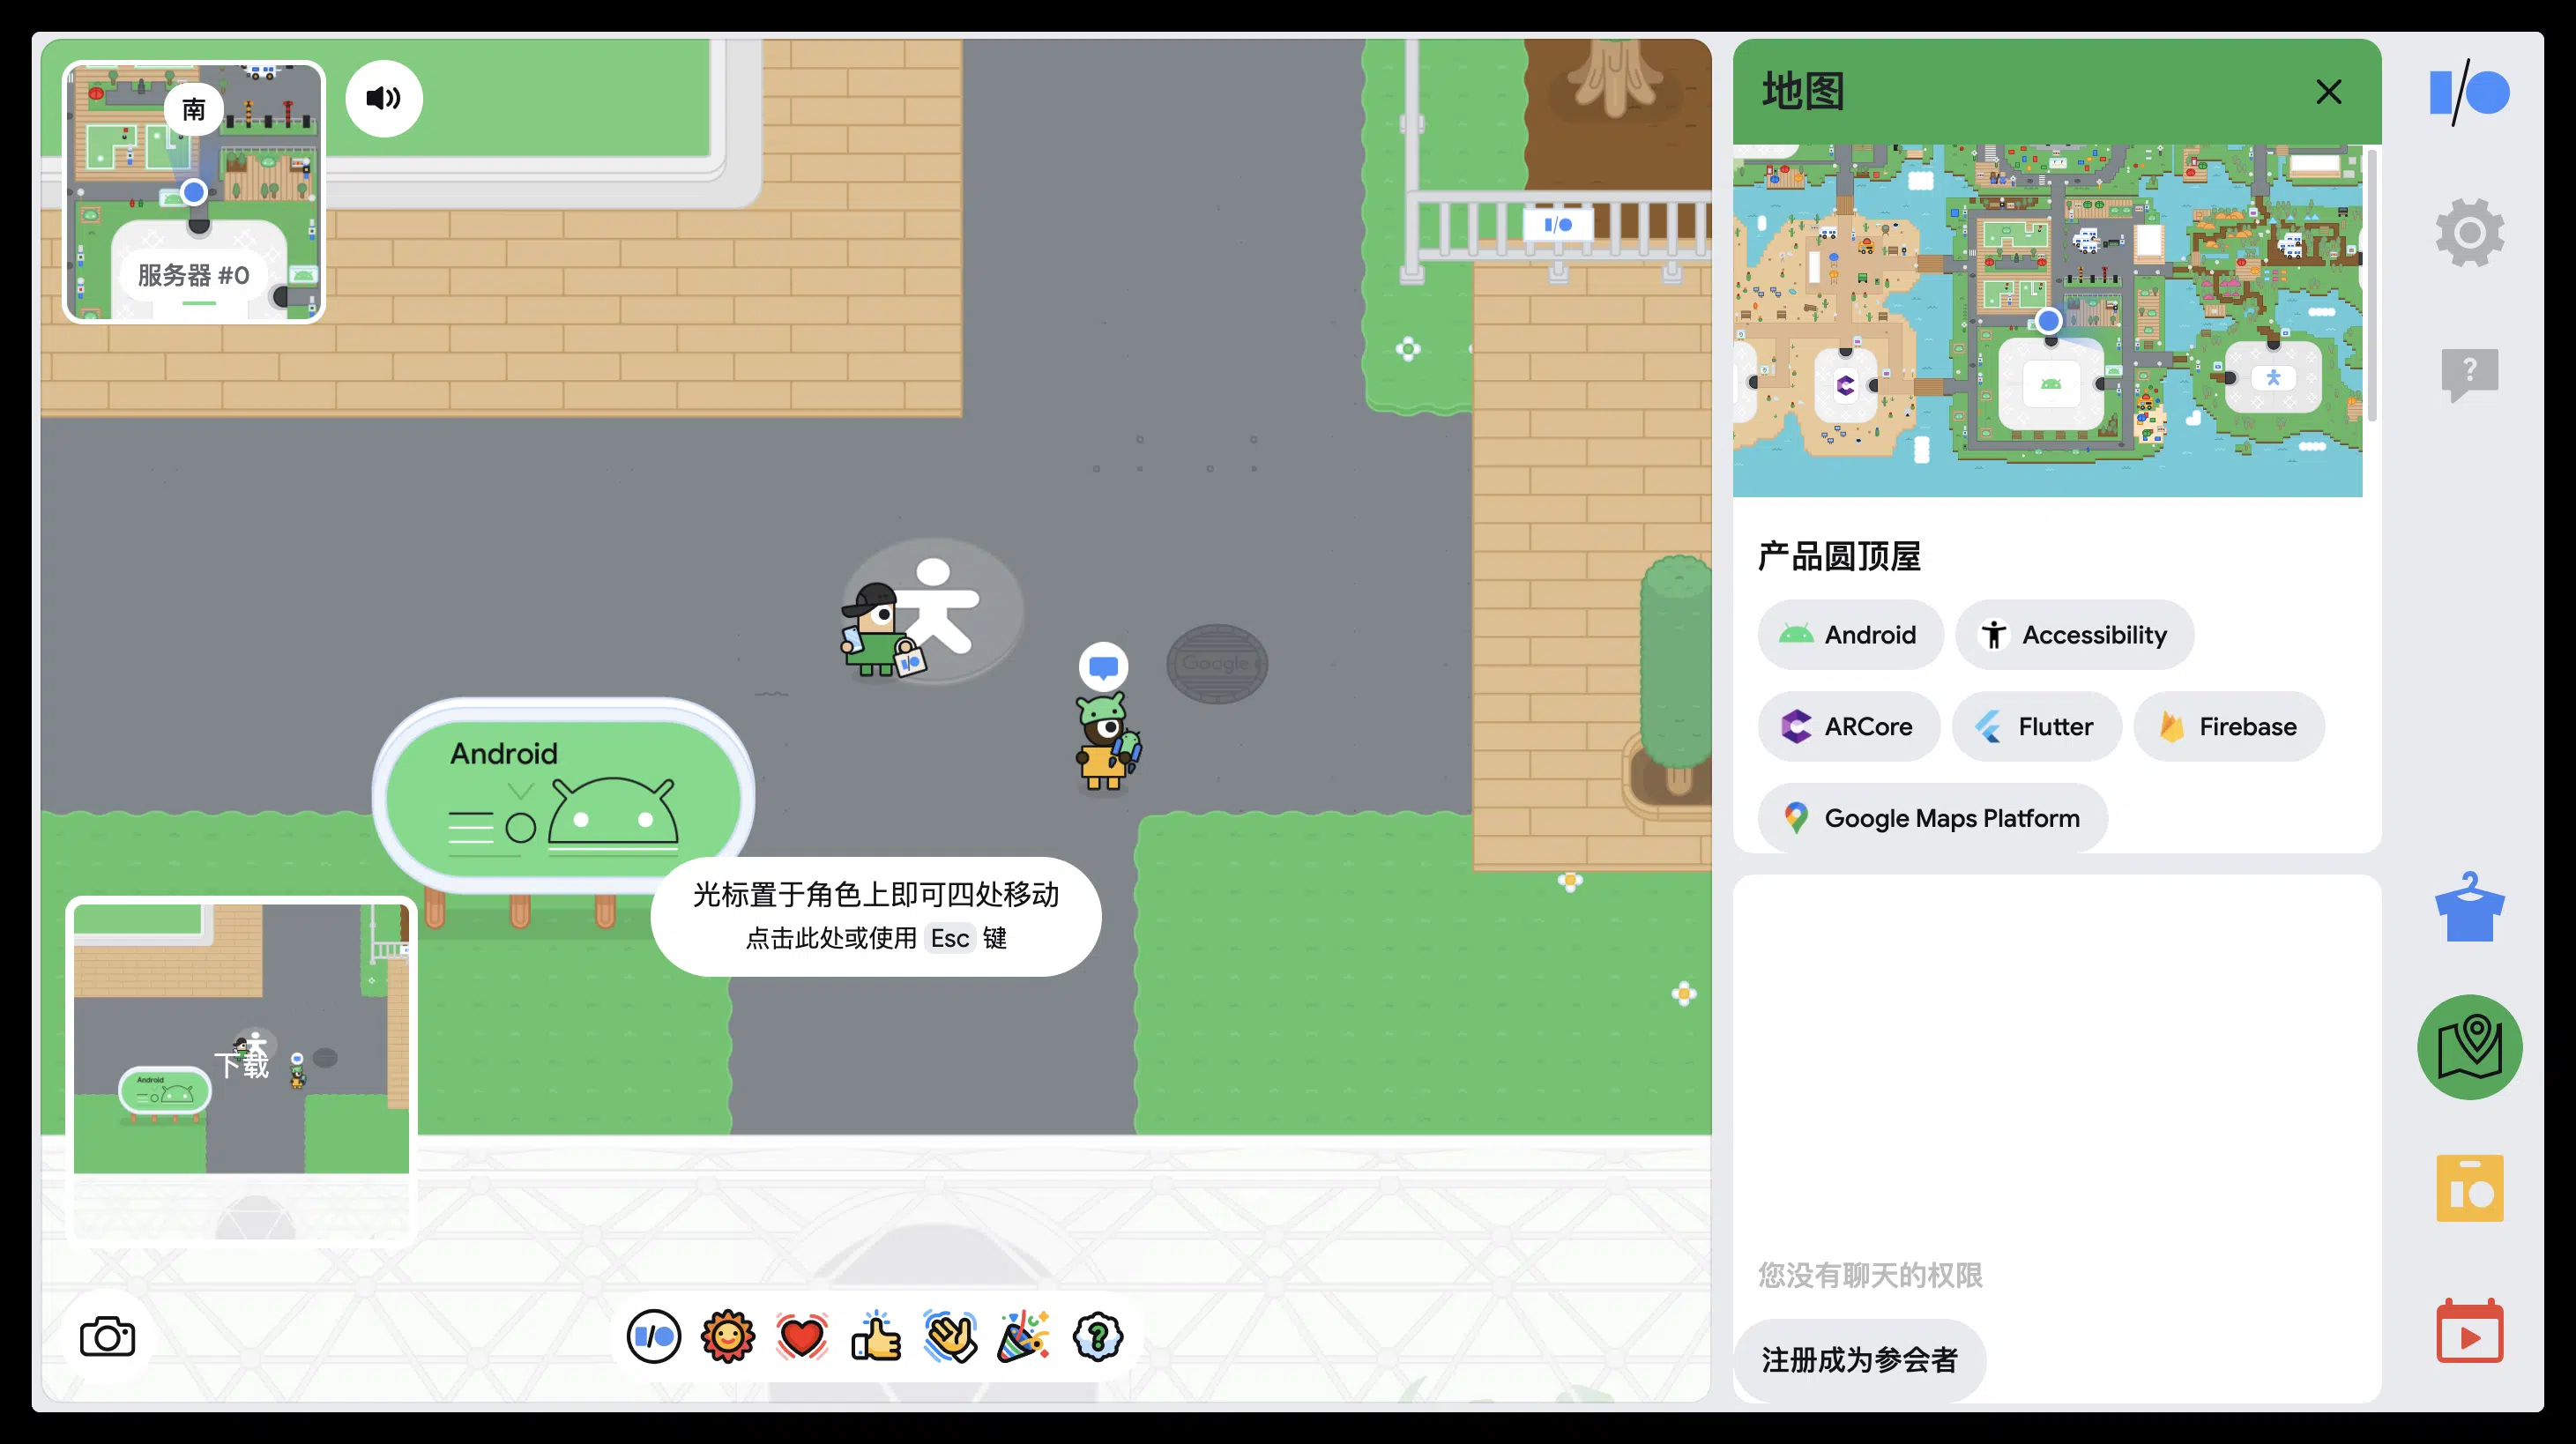 南
服务器 #0
Google
Android
光标置于角色上即可四处移动
点击此处或使用 Esc 键
Android
下载
地图
产品圆顶屋
Android
Accessibility
ARCore
Flutter
Firebase
Google Maps Platform
您没有聊天的权限
注册成为参会者
I/O